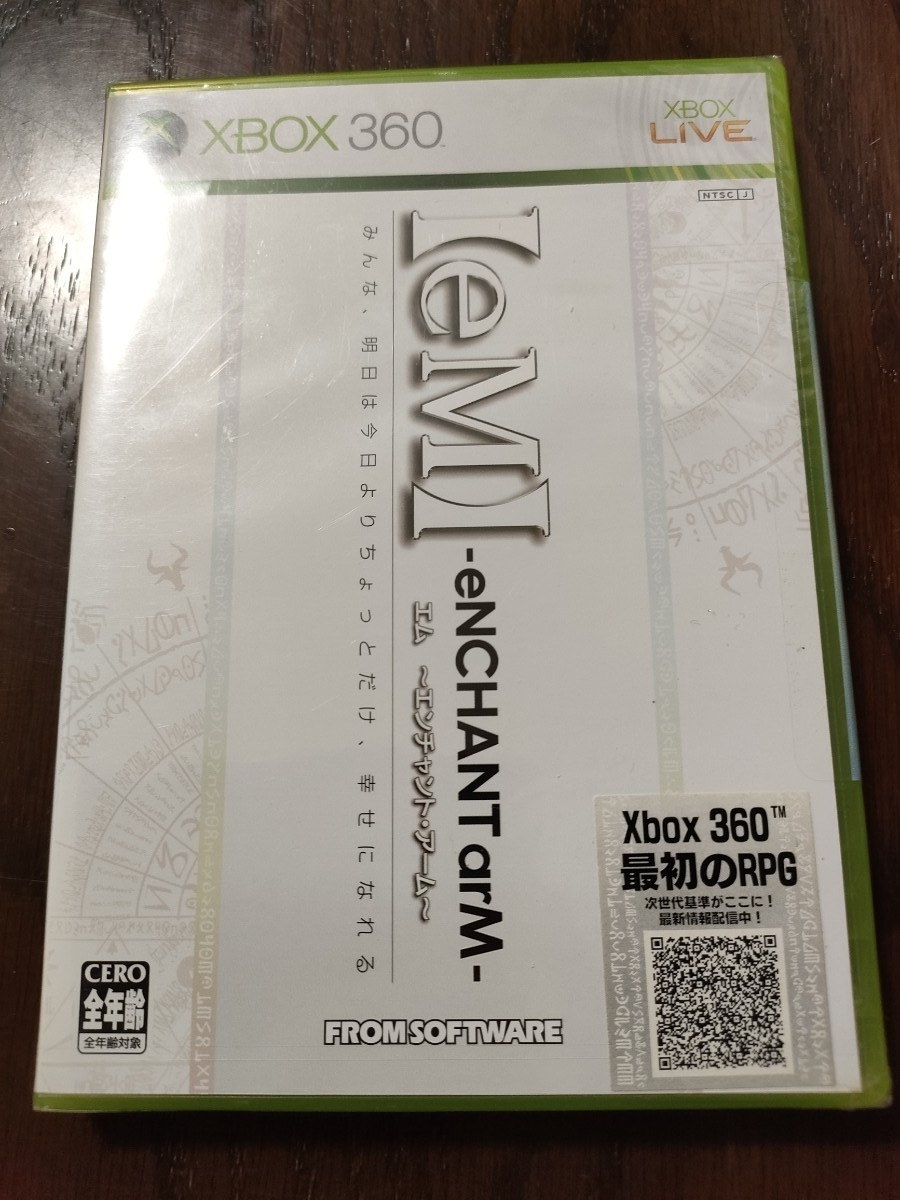 XBOX 360
XBOX
LIVE
NTSC J
【eM】
-eNCHANT arM-
エム ～エンチャント・アーム～
みんな、明日は今日よりちょっとだけ、幸せになれる
Xbox 360™
最初のRPG
次世代基準がここに!
最新情報配信中!
CERO
全年齢
全年齢対象
FROMSOFTWARE